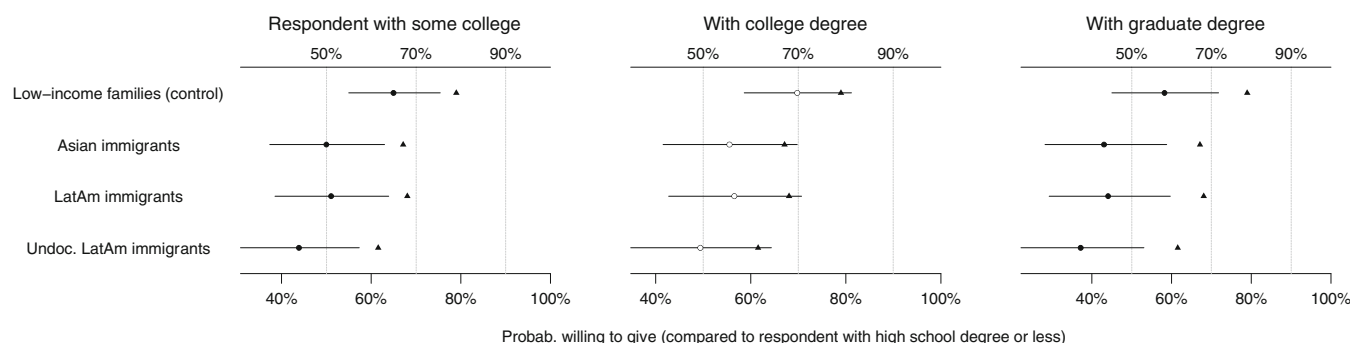 Respondent with some college
With college degree
With graduate degree
50% 70% 90%
50% 70% 90%
50% 70% 90%
Low–income families (control)
Asian immigrants
LatAm immigrants
Undoc. LatAm immigrants
40% 60% 80% 100%
40% 60% 80% 100%
40% 60% 80% 100%
Probab. willing to give (compared to respondent with high school degree or less)